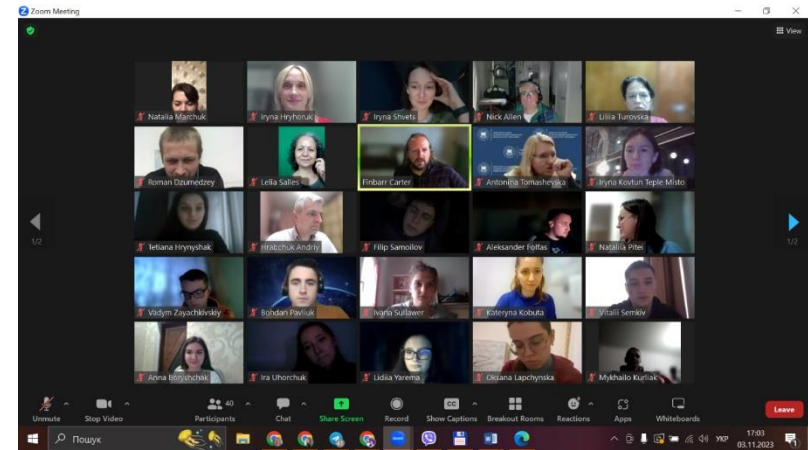 Zoom Meeting
View
Natalia Marchuk
Iryna Hryhoruk
Iryna Shvets
Nick Allen
Liliia Turovska
Roman Dzumedzey
Lelia Salles
Finbarr Carter
Antonina Tomashevska
Iryna Kovtun Teple Misto
1/2
1/2
Tetiana Hrynyshak
Hrabchuk Andriy
Filip Samoilov
Aleksander Foltas
Nataliia Pitei
Vadym Zayachkivskiy
Bohdan Pavliuk
Ivana Sullawer
Kateryna Kobuta
Vitalii Semkiv
Anna Boryshchak
Ira Uhorchuk
Lidiia Yarema
Oksana Lapchynska
Mykhailo Kurliak
40
CC
Unmute
Stop Video
Participants
Chat
Share Screen
Record
Show Captions
Breakout Rooms
Reactions
Apps
Whiteboards
Leave
Пошук
УКР
17:03
03.11.2023